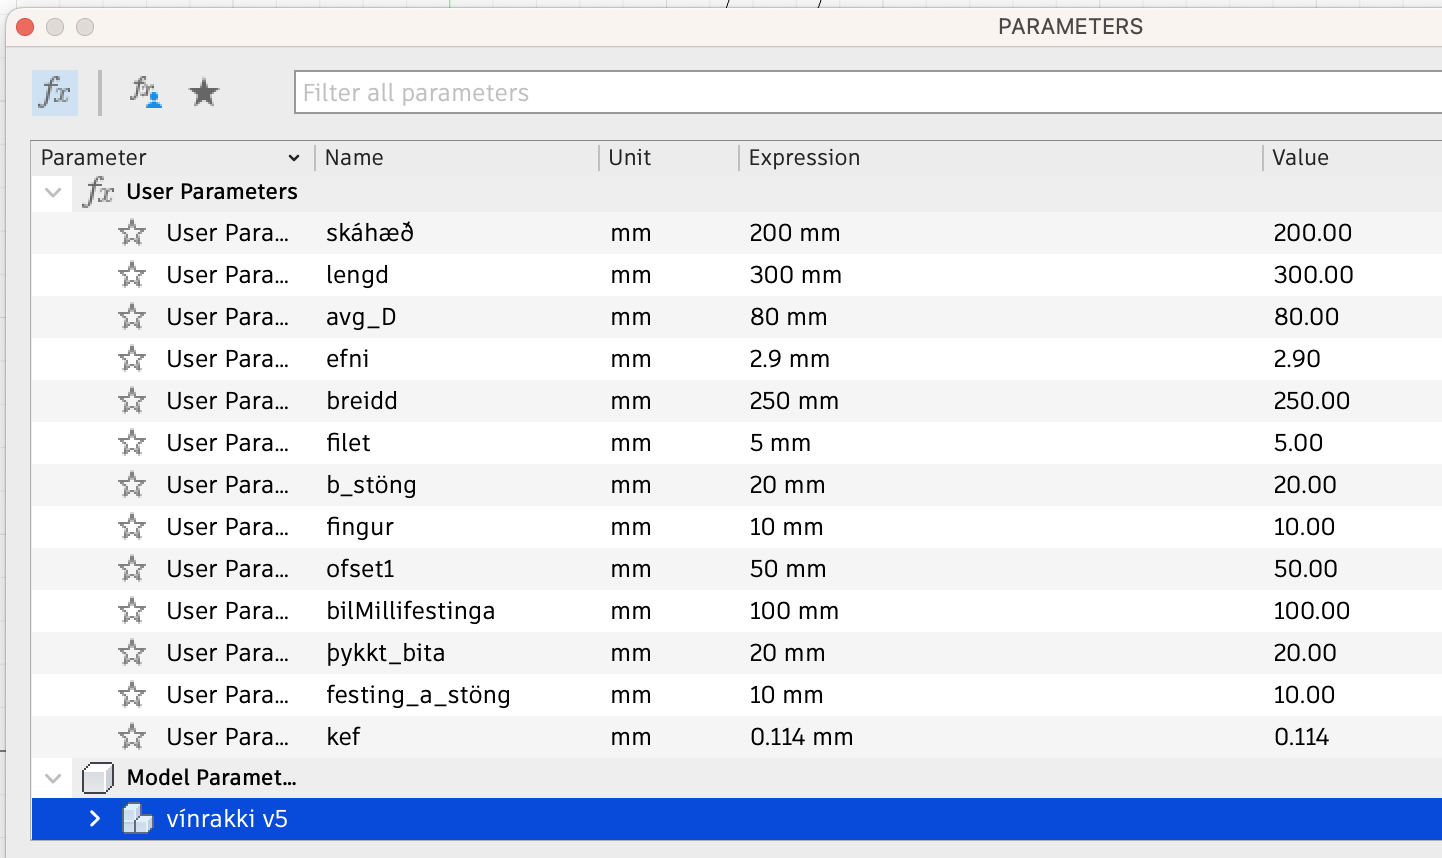 PARAMETERS
fx fx Filter all parameters
Parameter Name Unit Expression Value
fx User Parameters
User Para... skáhæð mm 200 mm 200.00
User Para... lengd mm 300 mm 300.00
User Para... avg_D mm 80 mm 80.00
User Para... efni mm 2.9 mm 2.90
User Para... breidd mm 250 mm 250.00
User Para... filet mm 5 mm 5.00
User Para... b_stöng mm 20 mm 20.00
User Para... fingur mm 10 mm 10.00
User Para... ofset1 mm 50 mm 50.00
User Para... bilMillifestinga mm 100 mm 100.00
User Para... þykkt_bita mm 20 mm 20.00
User Para... festing_a_stöng mm 10 mm 10.00
User Para... kef mm 0.114 mm 0.114
Model Paramet...
vínrakki v5